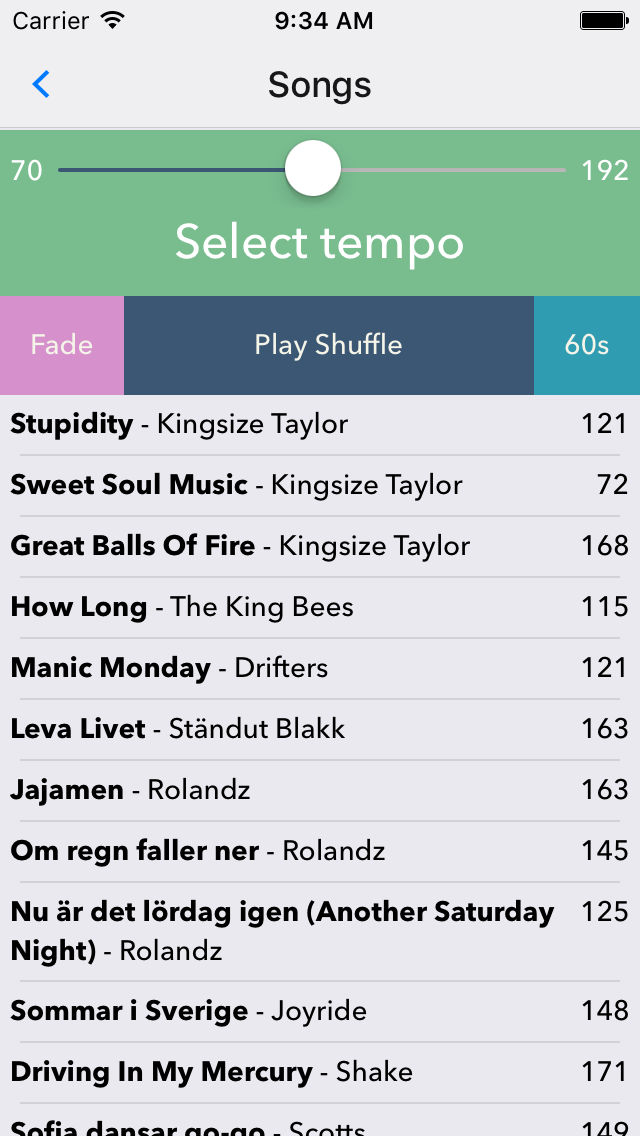 Carrier 9:34 AM
Songs
70 192
Select tempo
Fade Play Shuffle 60s
Stupidity - Kingsize Taylor 121
Sweet Soul Music - Kingsize Taylor 72
Great Balls Of Fire - Kingsize Taylor 168
How Long - The King Bees 115
Manic Monday - Drifters 121
Leva Livet - Ständut Blakk 163
Jajamen - Rolandz 163
Om regn faller ner - Rolandz 145
Nu är det lördag igen (Another Saturday 125
Night) - Rolandz
Sommar i Sverige - Joyride 148
Driving In My Mercury - Shake 171
Sofia dansar go-go - Scotts 149